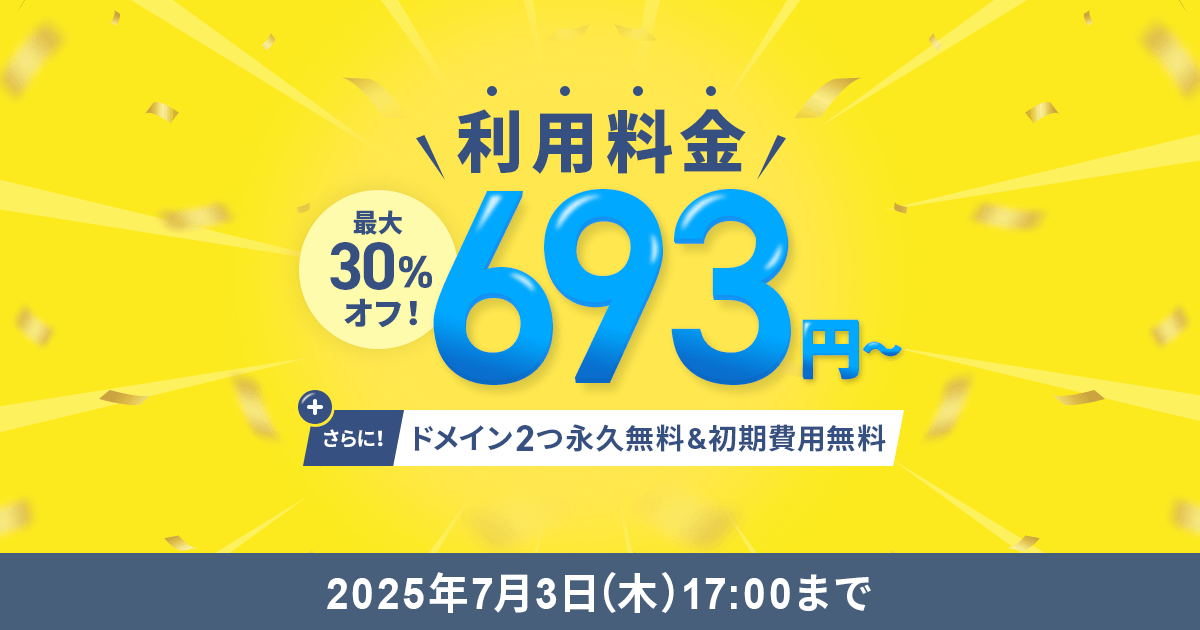 利用料金
最大
30%
オフ!
693円~
+
さらに!
ドメイン2つ永久無料&初期費用無料
2025年7月3日(木)17:00まで